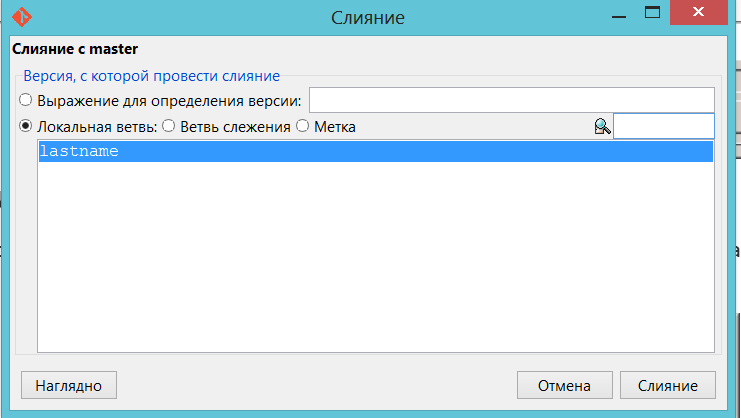 Слияние
Слияние с master
Версия, с которой провести слияние
Выражение для определения версии:
Локальная ветвь: Ветвь слежения Метка
lastname
Наглядно Отмена Слияние